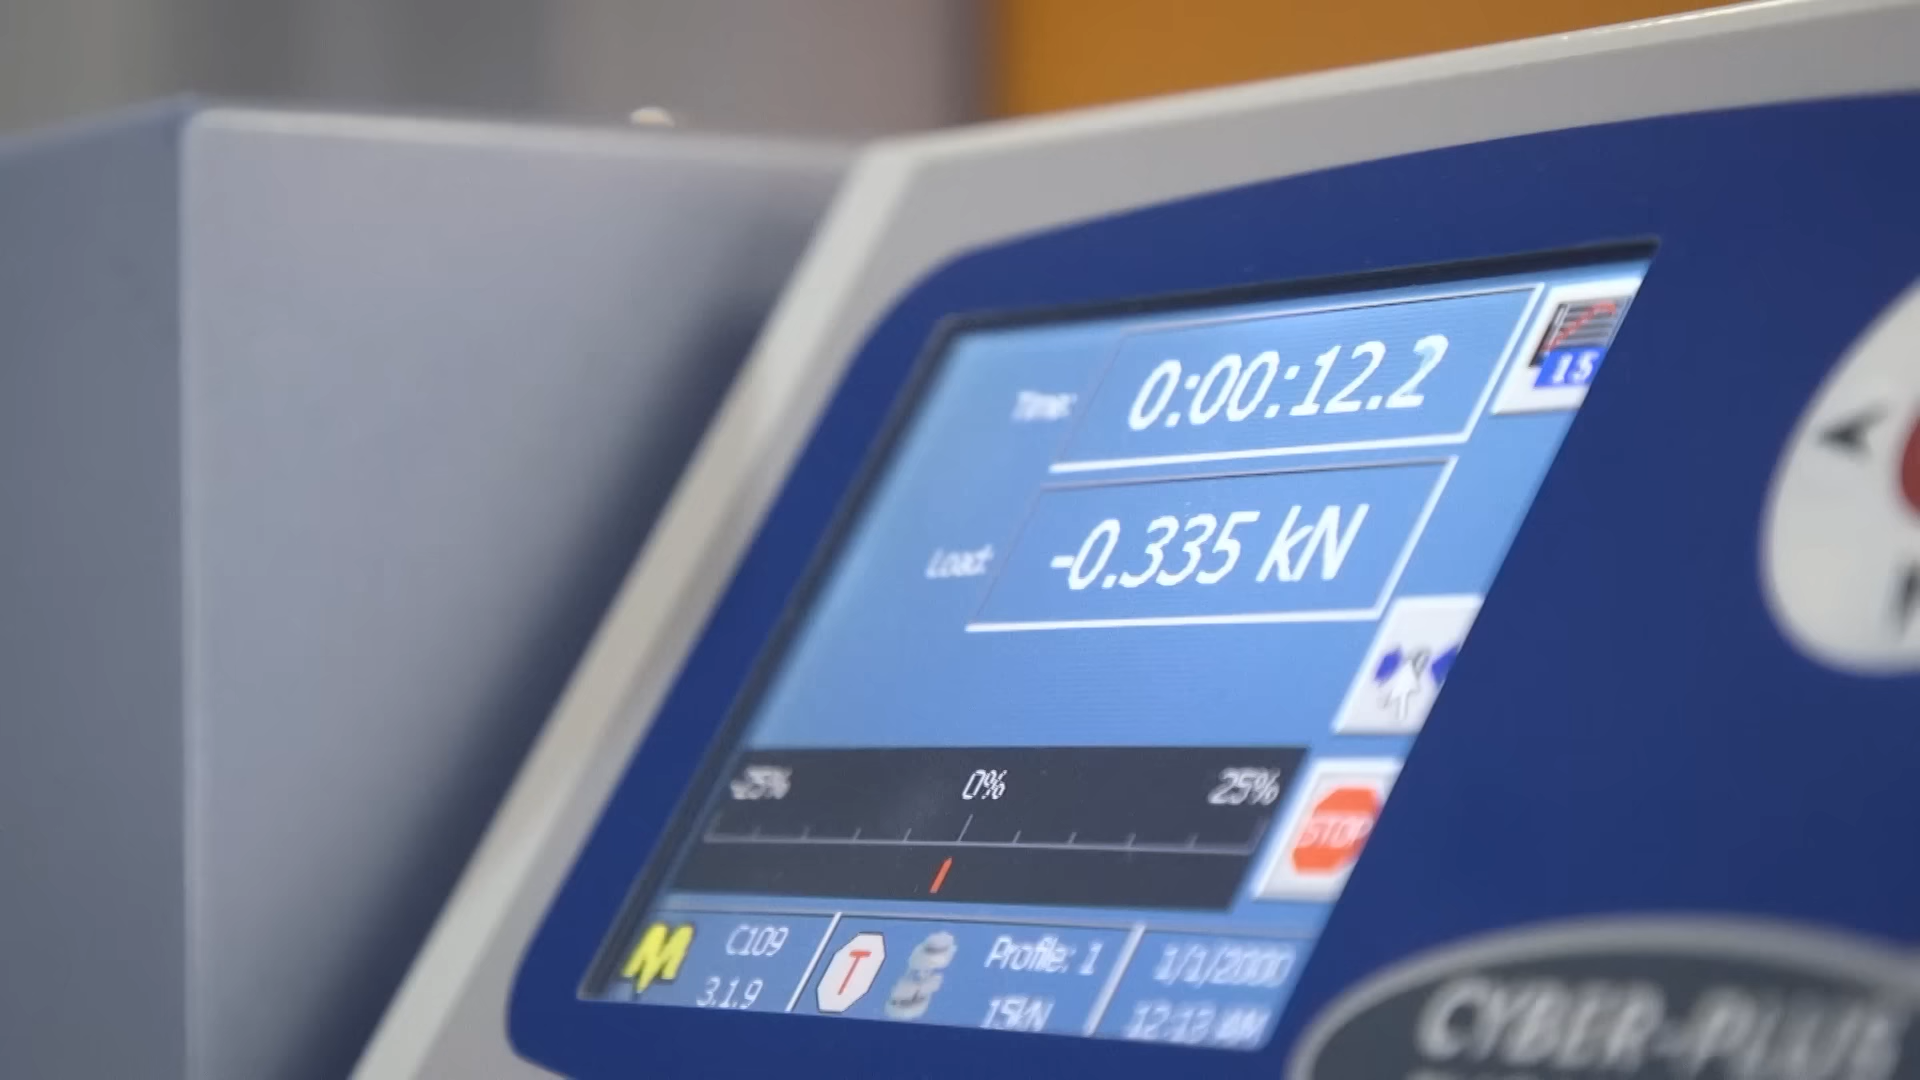 Time: 0:00:12.2
15
Load: -0.335 kN
-25% 0% 25%
STOP
M C109
3.1.9
T
Profile: 1
15kN
1/1/2000
12:13 AM
A
CYBER-PLUS